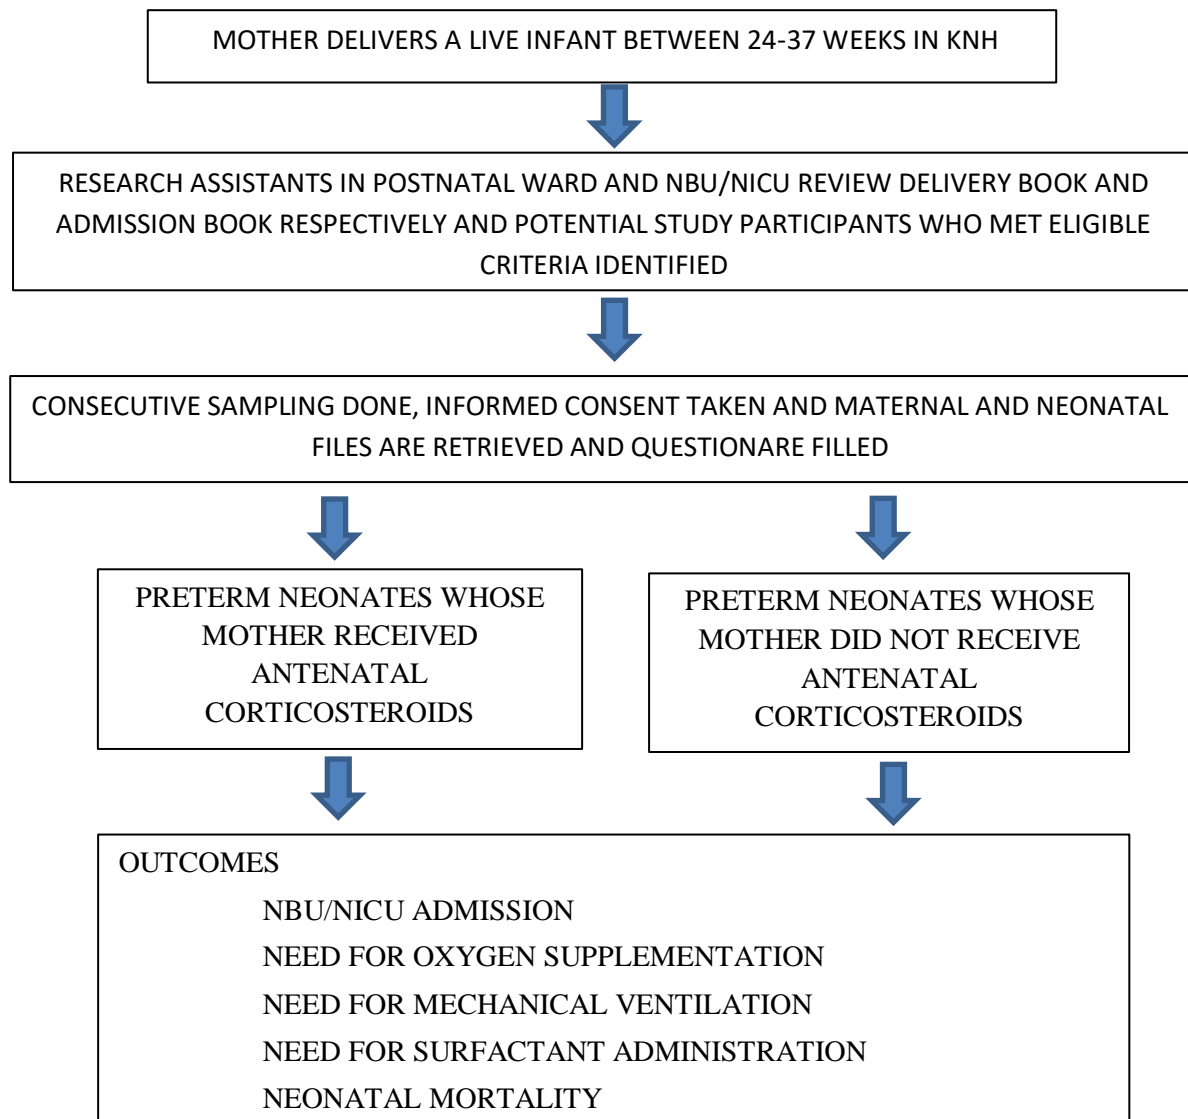 MOTHER DELIVERS A LIVE INFANT BETWEEN 24-37 WEEKS IN KNH
RESEARCH ASSISTANTS IN POSTNATAL WARD AND NBU/NICU REVIEW DELIVERY BOOK AND
ADMISSION BOOK RESPECTIVELY AND POTENTIAL STUDY PARTICIPANTS WHO MET ELIGIBLE
CRITERIA IDENTIFIED
CONSECUTIVE SAMPLING DONE, INFORMED CONSENT TAKEN AND MATERNAL AND NEONATAL
FILES ARE RETRIEVED AND QUESTIONARE FILLED
PRETERM NEONATES WHOSE
MOTHER RECEIVED
ANTENATAL
CORTICOSTEROIDS
PRETERM NEONATES WHOSE
MOTHER DID NOT RECEIVE
ANTENATAL
CORTICOSTEROIDS
OUTCOMES
NBU/NICU ADMISSION
NEED FOR OXYGEN SUPPLEMENTATION
NEED FOR MECHANICAL VENTILATION
NEED FOR SURFACTANT ADMINISTRATION
NEONATAL MORTALITY